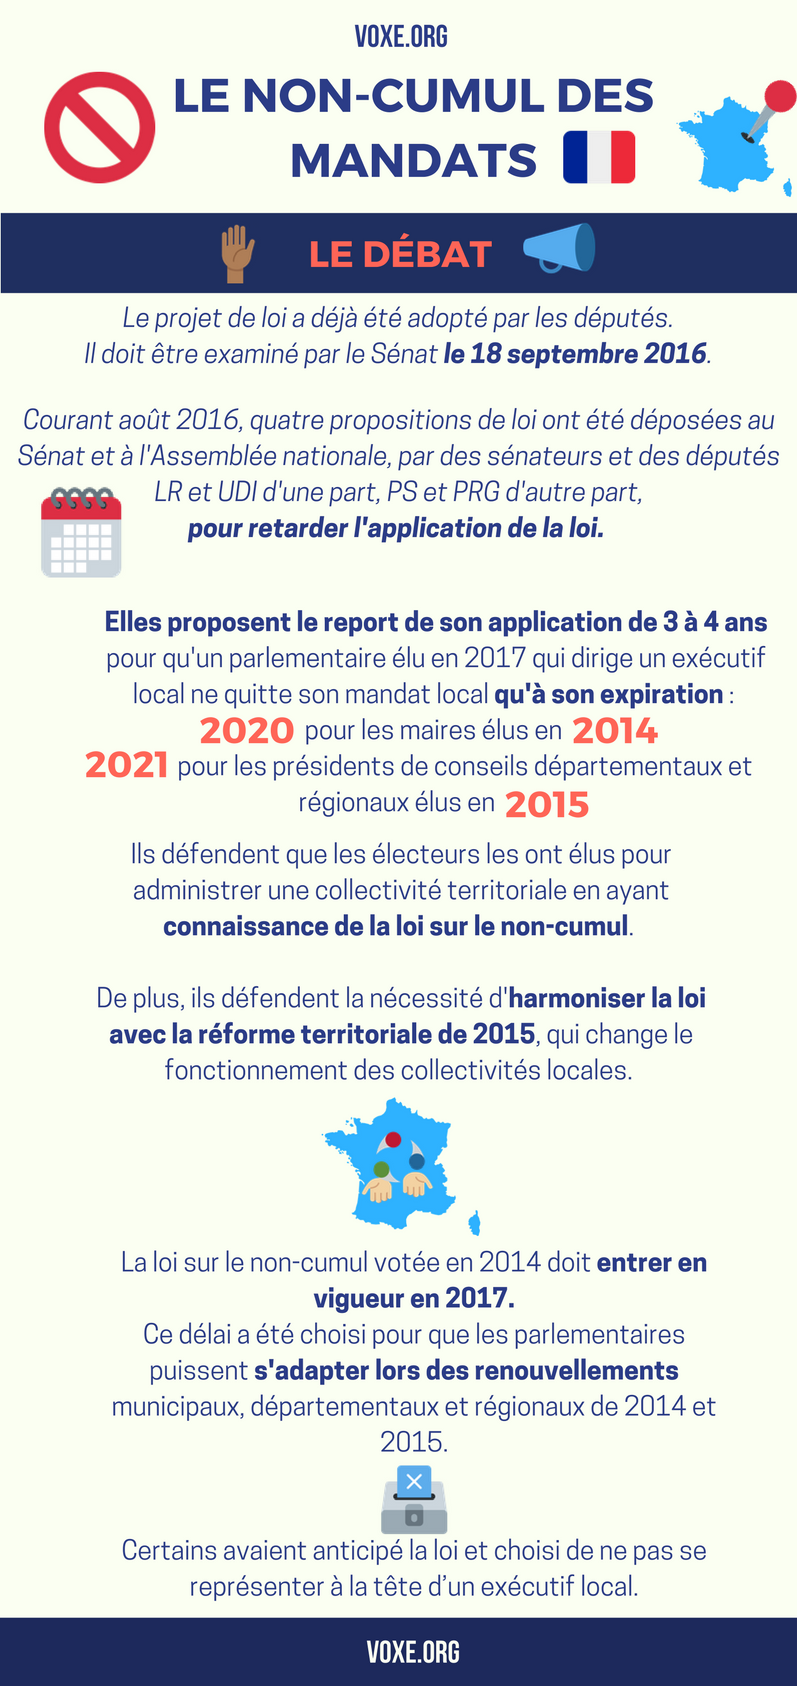 VOXE.ORG
LE NON-CUMUL DES
MANDATS
LE DÉBAT
Le projet de loi a déjà été adopté par les députés.
Il doit être examiné par le Sénat le 18 septembre 2016.
Courant août 2016, quatre propositions de loi ont été déposées au
Sénat et à l'Assemblée nationale, par des sénateurs et des députés
LR et UDI d'une part, PS et PRG d'autre part,
pour retarder l'application de la loi.
Elles proposent le report de son application de 3 à 4 ans
pour qu'un parlementaire élu en 2017 qui dirige un exécutif
local ne quitte son mandat local qu'à son expiration :
2020 pour les maires élus en 2014
2021 pour les présidents de conseils départementaux et
régionaux élus en 2015
Ils défendent que les électeurs les ont élus pour
administrer une collectivité territoriale en ayant
connaissance de la loi sur le non-cumul.
De plus, ils défendent la nécessité d'harmoniser la loi
avec la réforme territoriale de 2015, qui change le
fonctionnement des collectivités locales.
La loi sur le non-cumul votée en 2014 doit entrer en
vigueur en 2017.
Ce délai a été choisi pour que les parlementaires
puissent s'adapter lors des renouvellements
municipaux, départementaux et régionaux de 2014 et
2015.
Certains avaient anticipé la loi et choisi de ne pas se
représenter à la tête d’un exécutif local.
VOXE.ORG